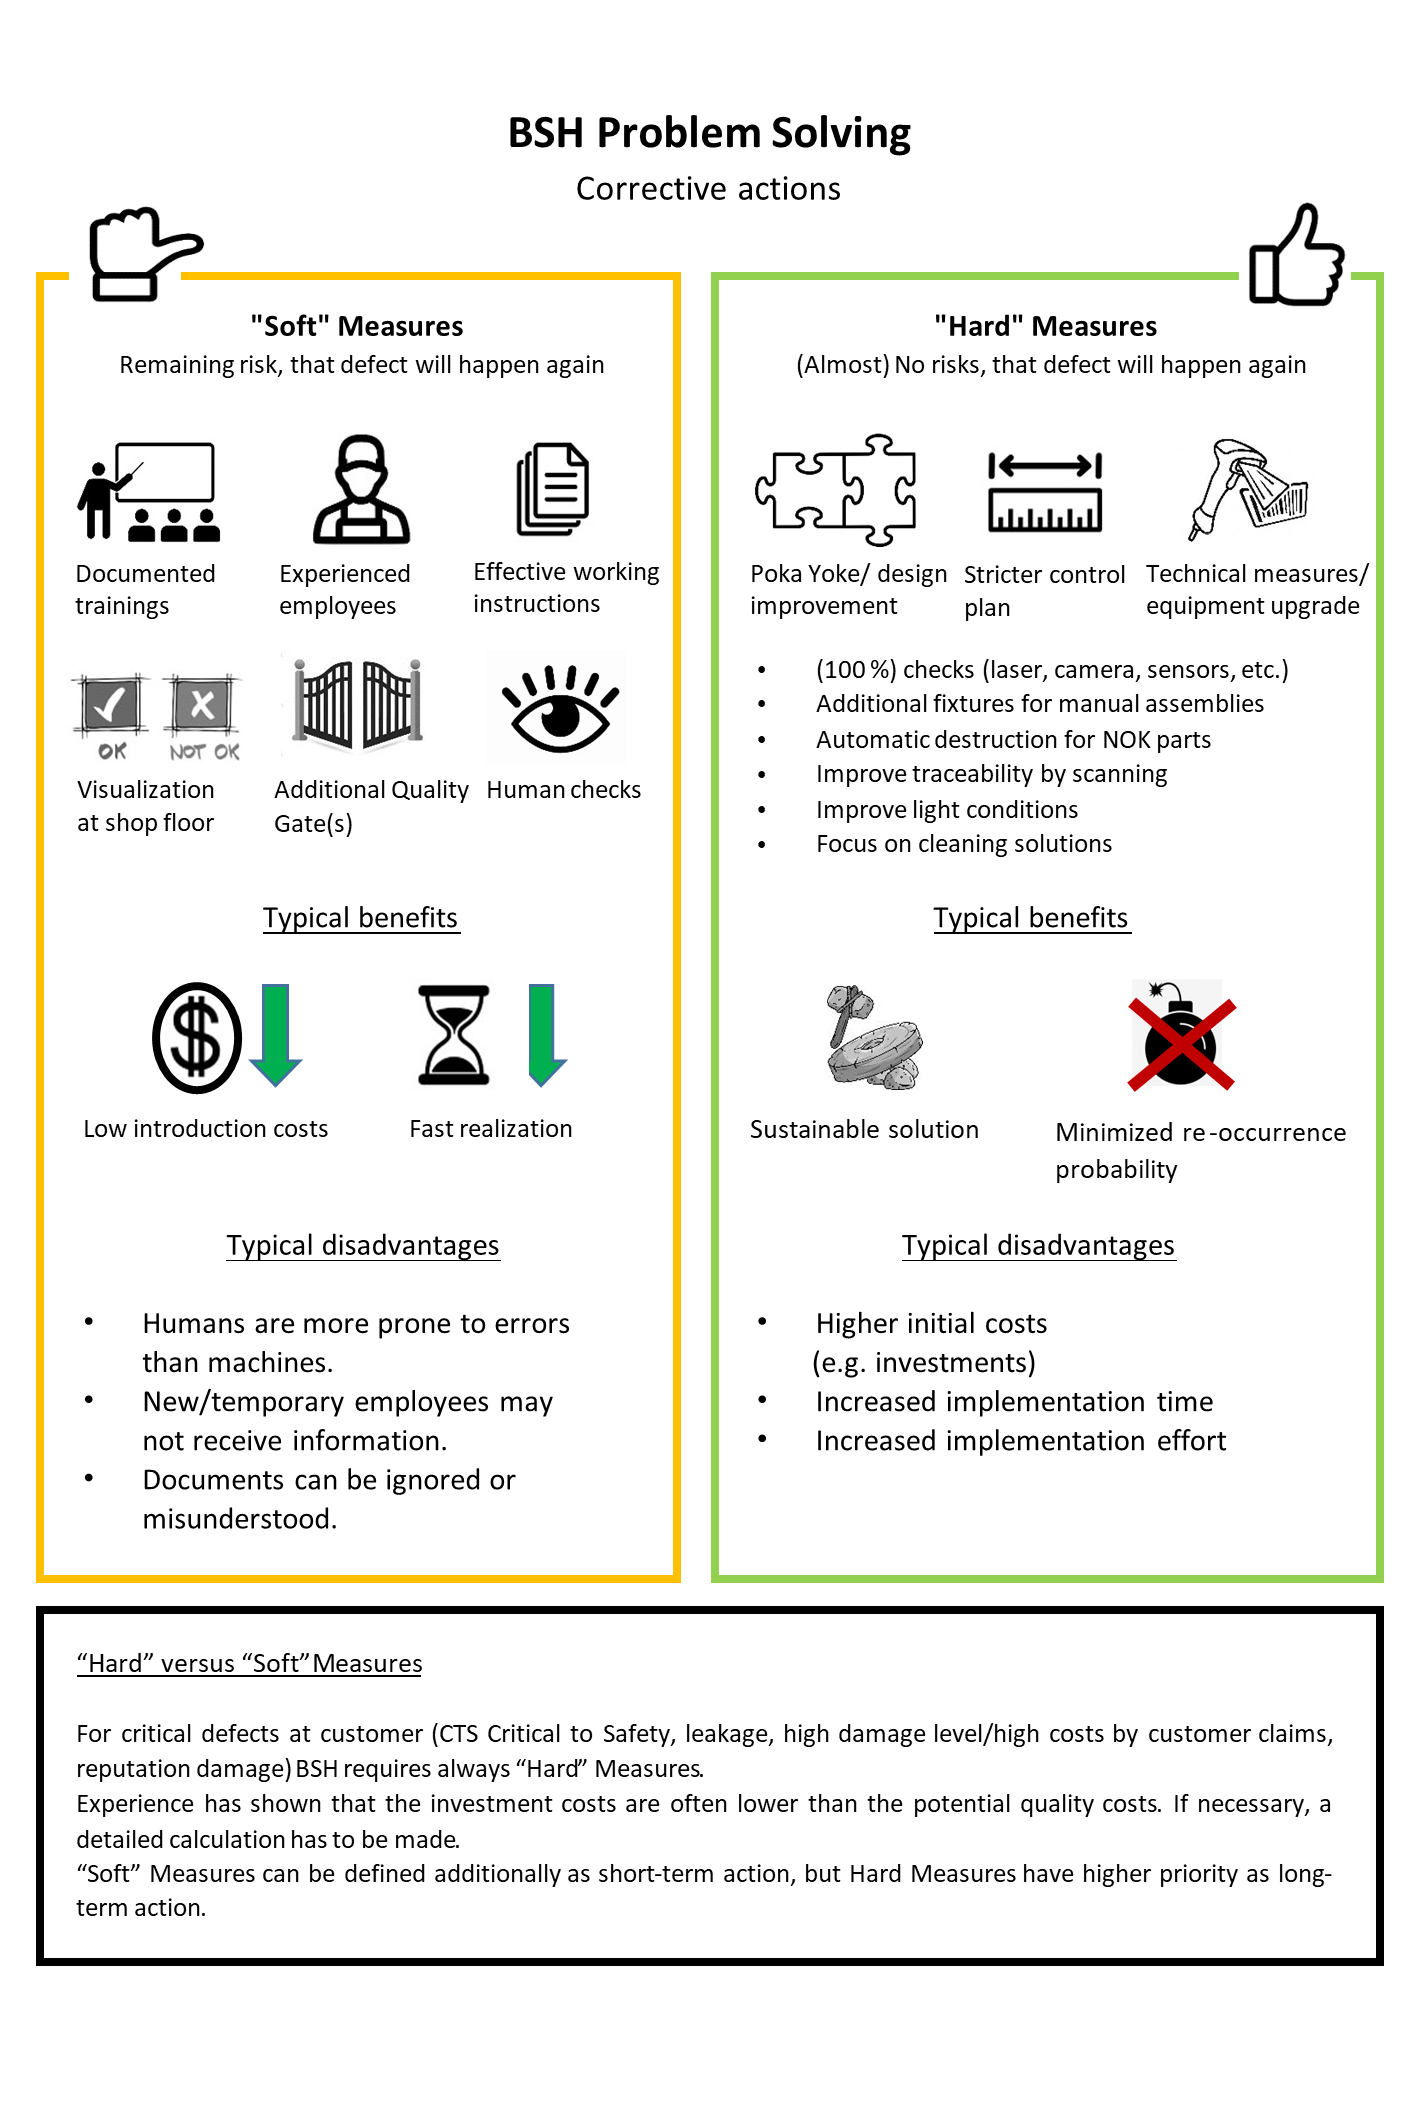 BSH Problem Solving
Corrective actions
"Soft" Measures
Remaining risk, that defect will happen again
Documented
trainings
Experienced
employees
Effective working
instructions
OK
NOT OK
Visualization
at shop floor
Additional Quality
Gate(s)
Human checks
Typical benefits
$
Low introduction costs
Fast realization
Typical disadvantages
• Humans are more prone to errors
than machines.
• New/temporary employees may
not receive information.
• Documents can be ignored or
misunderstood.
"Hard" Measures
(Almost) No risks, that defect will happen again
Poka Yoke/ design
improvement
Stricter control
plan
Technical measures/
equipment upgrade
• (100 %) checks (laser, camera, sensors, etc.)
• Additional fixtures for manual assemblies
• Automatic destruction for NOK parts
• Improve traceability by scanning
• Improve light conditions
• Focus on cleaning solutions
Typical benefits
Sustainable solution
Minimized re-occurrence
probability
Typical disadvantages
• Higher initial costs
(e.g. investments)
• Increased implementation time
• Increased implementation effort
“Hard” versus “Soft” Measures
For critical defects at customer (CTS Critical to Safety, leakage, high damage level/high costs by customer claims,
reputation damage) BSH requires always “Hard” Measures.
Experience has shown that the investment costs are often lower than the potential quality costs. If necessary, a
detailed calculation has to be made.
“Soft” Measures can be defined additionally as short-term action, but Hard Measures have higher priority as long-
term action.